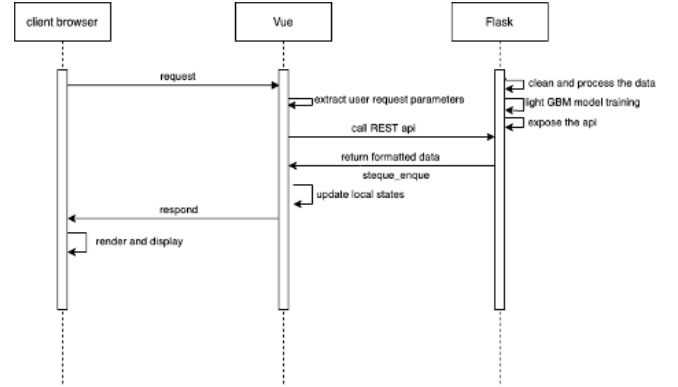 client browser
Vue
Flask
request
clean and process the data
extract user request parameters
light GBM model training
expose the api
call REST api
return formatted data
steque_enque
update local states
respond
render and display